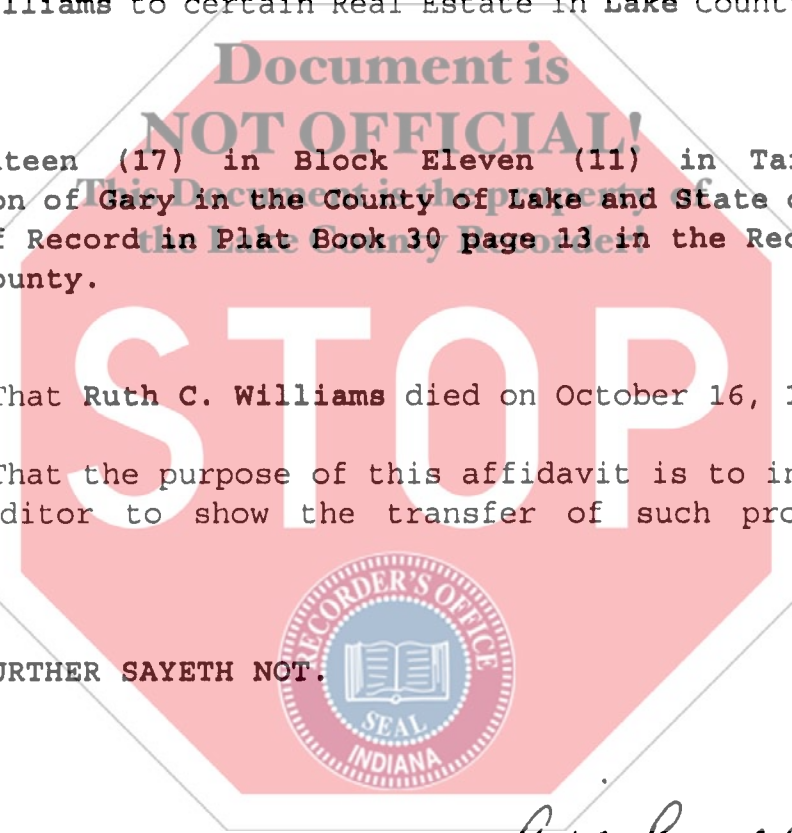 lliams to certain Real Estate in Lake Count
Document is
NOT OFFICIAL!
This Document is the property of
the Lake County Recorder!
teen (17) in Block Eleven (11) in Tar
on of Gary in the County of Lake and State o
f Record in Plat Book 30 page 13 in the Rec
ounty.
STOP
That Ruth C. Williams died on October 16, 1
That the purpose of this affidavit is to in
ditor to show the transfer of such pro
URTHER SAYETH NOT.
RECORDER'S OFFICE
SEAL
INDIANA